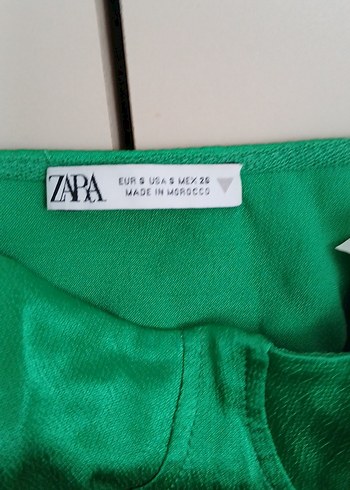 ZARA
EUR S USA S MEX 26
MADE IN MOROCCO